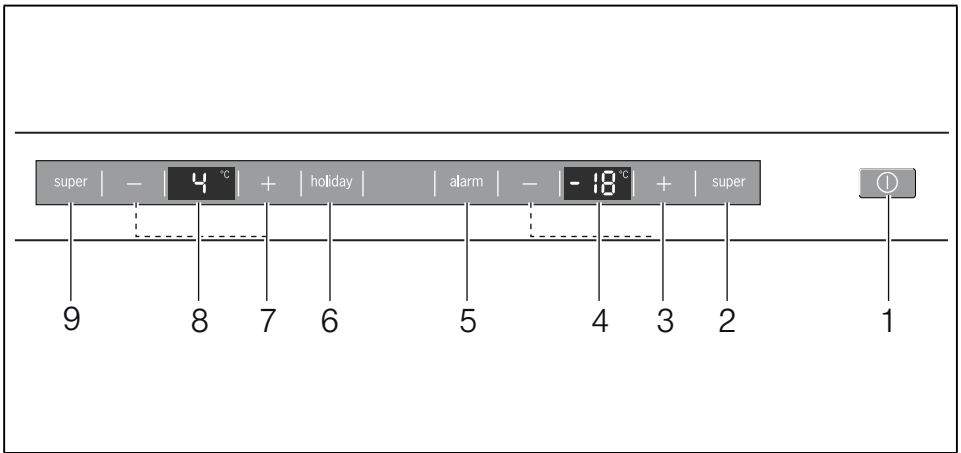 super | − | 4 °C | + | holiday | | alarm | − | -18 °C | + | super
9 8 7 6 5 4 3 2 1